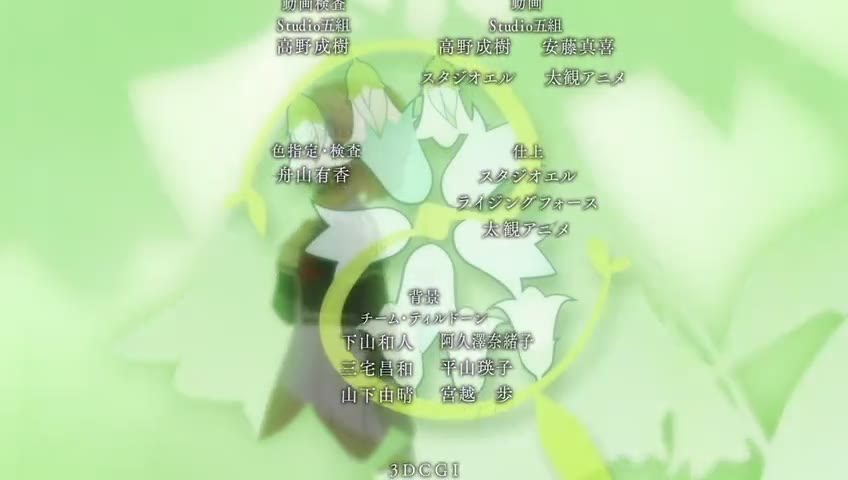 動画検査
動画
Studio五組
Studio五組
高野成樹
高野成樹 安藤真喜
スタジオエル 太観アニメ
色指定・検査
仕上
舟山有香
スタジオエル
ライジングフォース
太観アニメ
背景
チーム・ティルドーン
下山和人 阿久澤奈緒子
三宅昌和 平山瑛子
山下由晴 宮越 歩
3DCGI